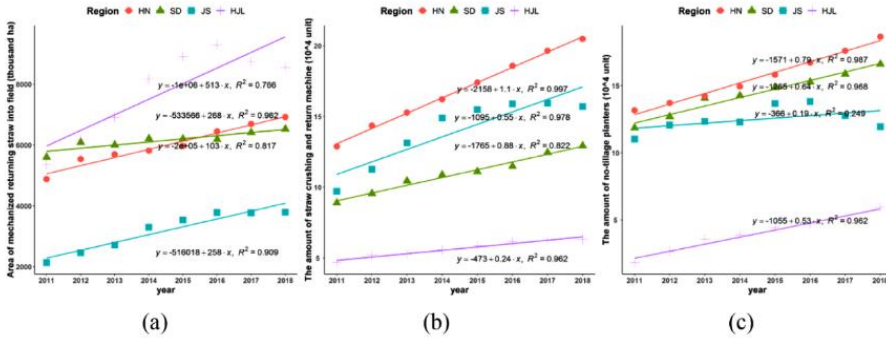 Region HN SD JS HJL
Area of mechanized returning straw into field (thousand ha)
8000
6000
4000
2000
y = -1e+06 + 513 · x, R² = 0.766
y = -533566 + 268 · x, R² = 0.962
y = -2e+05 + 103 · x, R² = 0.817
y = -516018 + 258 · x, R² = 0.909
2011 2012 2013 2014 2015 2016 2017 2018
year
(a)
Region HN SD JS HJL
The amount of straw crushing and return machine (10^4 unit)
20
15
10
5
y = -2158 + 1.1 · x, R² = 0.997
y = -1095 + 0.55 · x, R² = 0.978
y = -1765 + 0.88 · x, R² = 0.822
y = -473 + 0.24 · x, R² = 0.962
2011 2012 2013 2014 2015 2016 2017 2018
year
(b)
Region HN SD JS HJL
The amount of no-tillage planters (10^4 unit)
15
10
5
y = -1571 + 0.79 · x, R² = 0.987
y = -1265 + 0.64 · x, R² = 0.988
y = -366 + 0.19 · x, R² = 0.249
y = -1055 + 0.53 · x, R² = 0.962
2011 2012 2013 2014 2015 2016 2017 2018
year
(c)